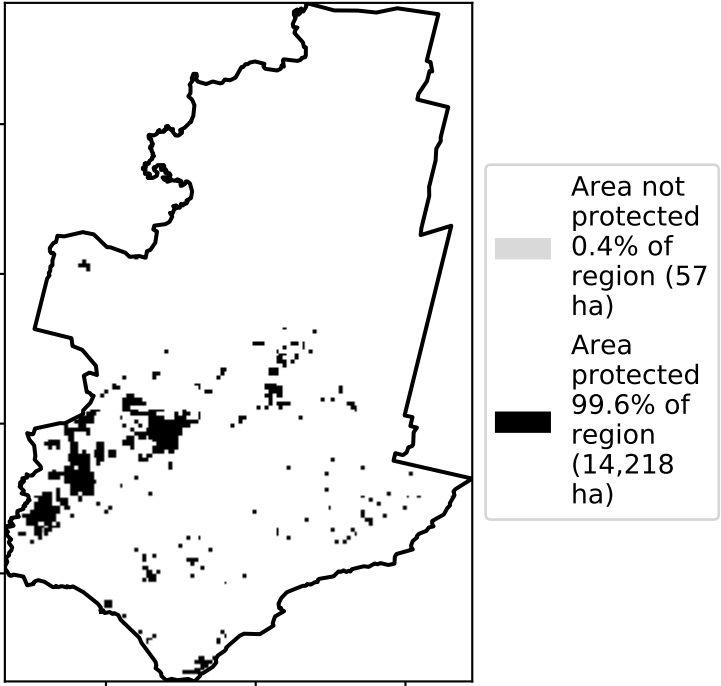 Area not
protected
0.4% of
region (57
ha)
Area
protected
99.6% of
region
(14,218
ha)